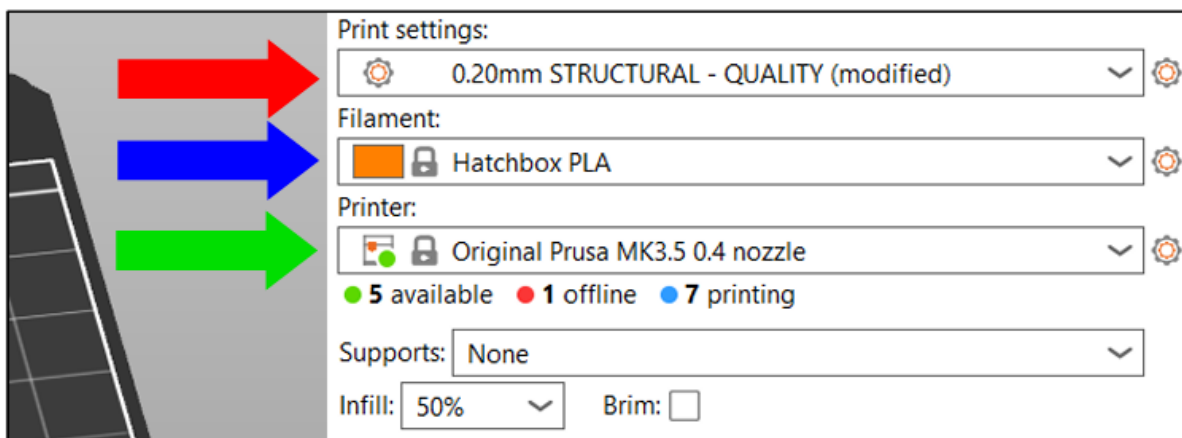 Print settings:
0.20mm STRUCTURAL - QUALITY (modified)
Filament:
Hatchbox PLA
Printer:
Original Prusa MK3.5 0.4 nozzle
5 available 1 offline 7 printing
Supports: None
Infill: 50% Brim: